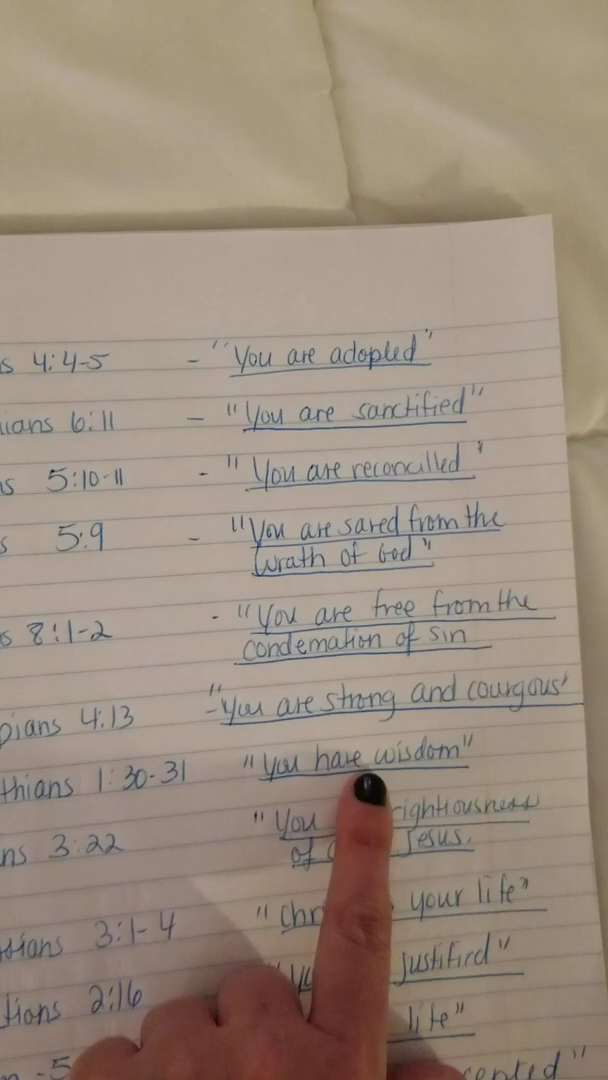 s 4:4-5 - "You are adopted"
ians 6:11 - "You are sanctified"
s 5:10-11 - "You are reconcilled"
s 5:9 - "You are saved from the
wrath of God"
s 8:1-2 - "You are free from the
condemation of sin
pians 4:13 - "You are strong and courgous'
thians 1:30-31 "You have wisdom"
ns 3:22 "You rightiousness
of Jesus.
ssians 3:1-4 "Chr your life"
tions 2:16 justified"
life"
-5
cepted"